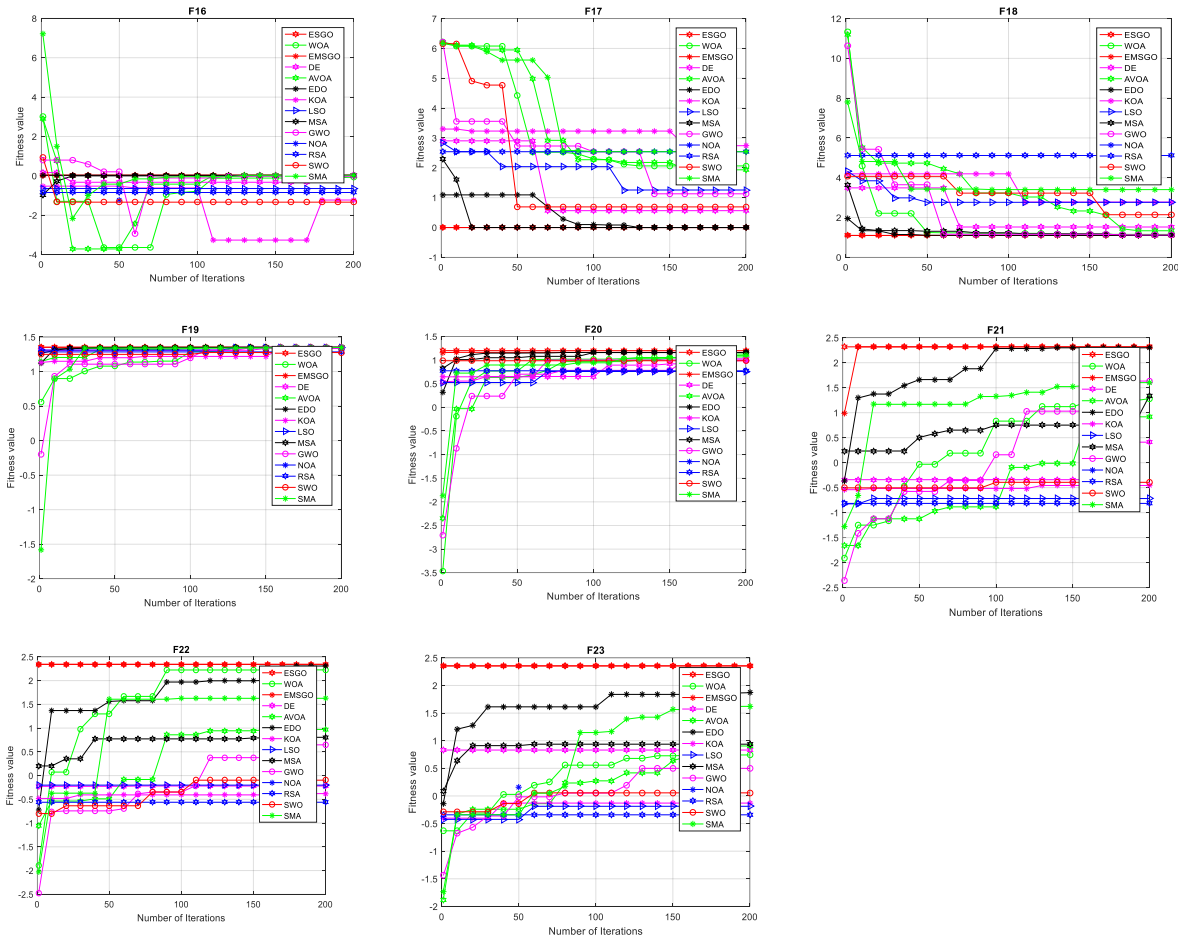 F16
Fitness value
8
6
4
2
0
-2
-4
0
50
100
150
200
Number of Iterations
ESGO
WOA
EMSGO
DE
AVOA
EDO
KOA
LSO
MSA
GWO
NOA
RSA
SWO
SMA
F17
Fitness value
7
6
5
4
3
2
1
0
-1
0
50
100
150
200
Number of Iterations
ESGO
WOA
EMSGO
DE
AVOA
EDO
KOA
LSO
MSA
GWO
NOA
RSA
SWO
SMA
F18
Fitness value
12
10
8
6
4
2
0
0
50
100
150
200
Number of Iterations
ESGO
WOA
EMSGO
DE
AVOA
EDO
KOA
LSO
MSA
GWO
NOA
RSA
SWO
SMA
F19
Fitness value
1.5
1
0.5
0
-0.5
-1
-1.5
-2
0
50
100
150
200
Number of Iterations
ESGO
WOA
EMSGO
DE
AVOA
EDO
KOA
LSO
MSA
GWO
NOA
RSA
SWO
SMA
F20
Fitness value
1.5
1
0.5
0
-0.5
-1
-1.5
-2
-2.5
-3
-3.5
0
50
100
150
200
Number of Iterations
ESGO
WOA
EMSGO
DE
AVOA
EDO
KOA
LSO
MSA
GWO
NOA
RSA
SWO
SMA
F21
Fitness value
2.5
2
1.5
1
0.5
0
-0.5
-1
-1.5
-2
-2.5
0
50
100
150
200
Number of Iterations
ESGO
WOA
EMSGO
DE
AVOA
EDO
KOA
LSO
MSA
GWO
NOA
RSA
SWO
SMA
F22
Fitness value
2.5
2
1.5
1
0.5
0
-0.5
-1
-1.5
-2
-2.5
0
50
100
150
200
Number of Iterations
ESGO
WOA
EMSGO
DE
AVOA
EDO
KOA
LSO
MSA
GWO
NOA
RSA
SWO
SMA
F23
Fitness value
2.5
2
1.5
1
0.5
0
-0.5
-1
-1.5
-2
0
50
100
150
200
Number of Iterations
ESGO
WOA
EMSGO
DE
AVOA
EDO
KOA
LSO
MSA
GWO
NOA
RSA
SWO
SMA